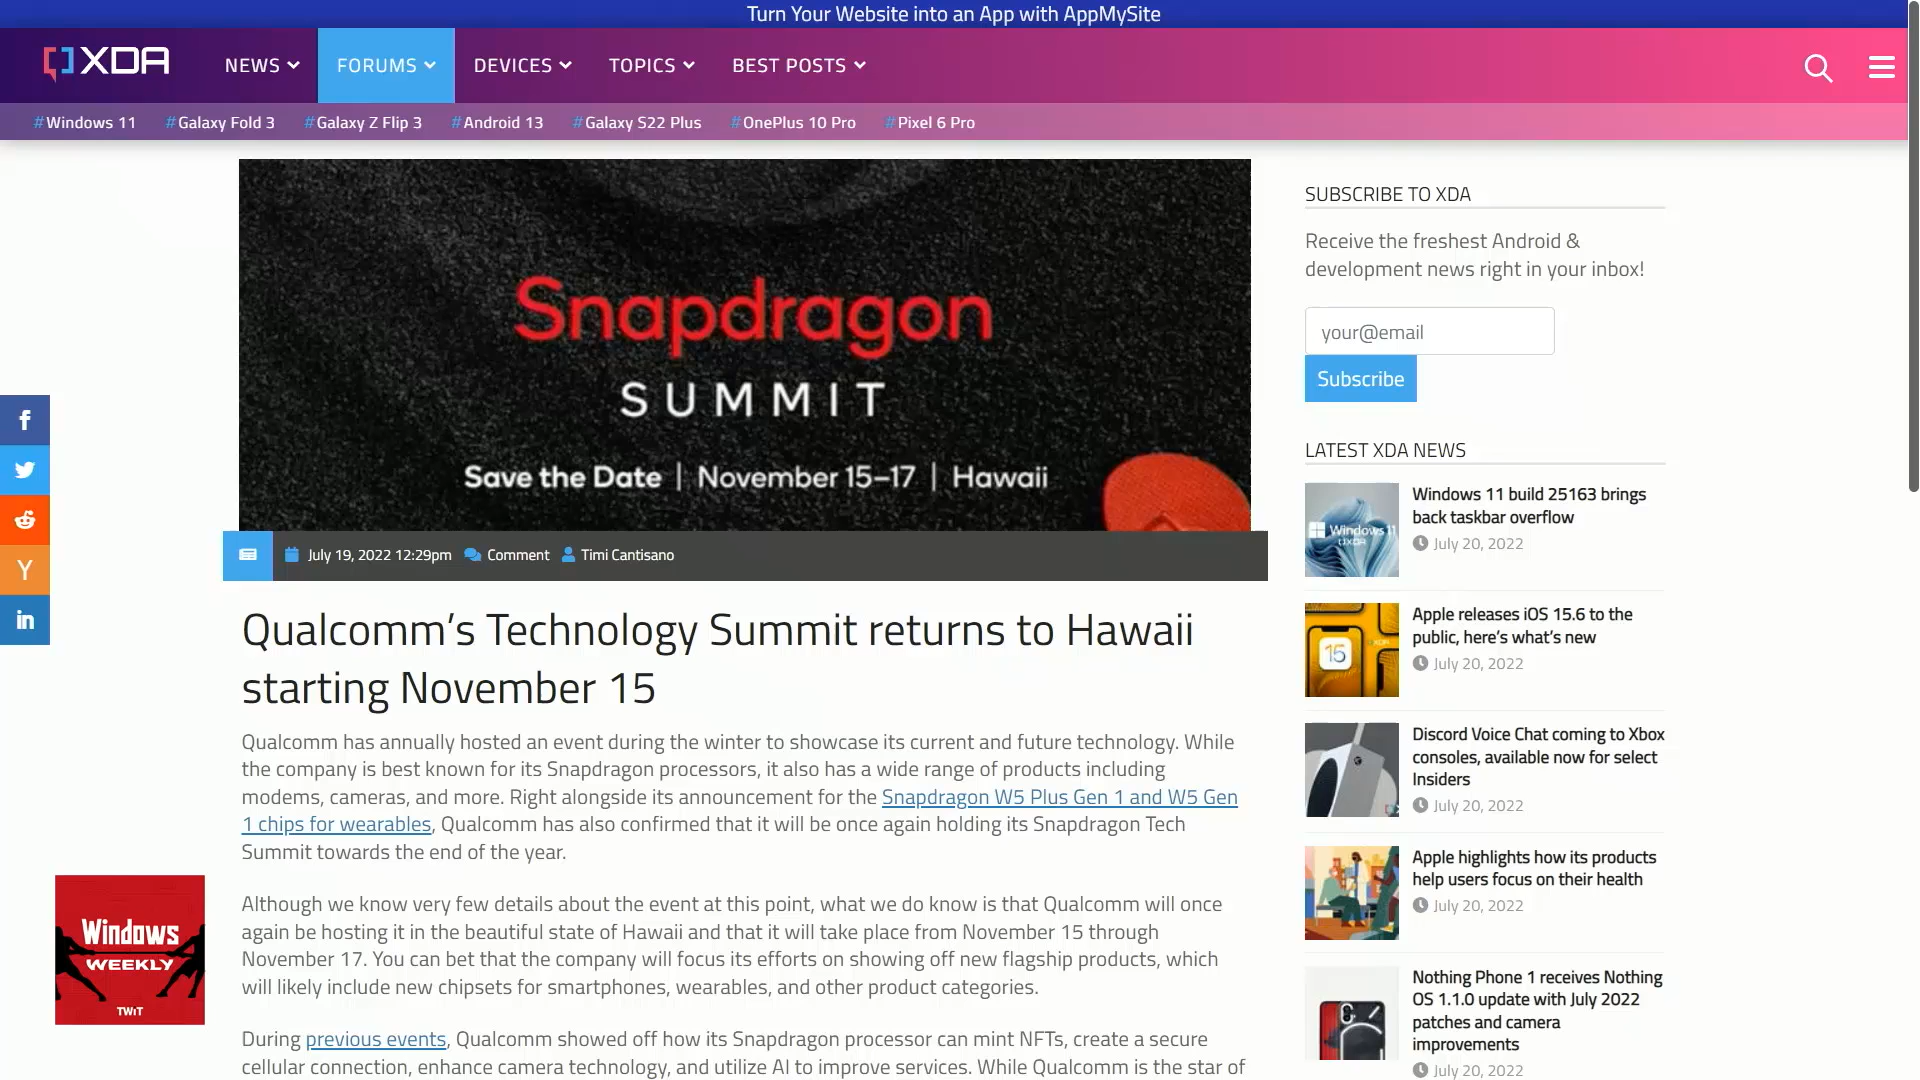 Turn Your Website into an App with AppMySite
XDA NEWS FORUMS DEVICES TOPICS BEST POSTS
#Windows 11 #Galaxy Fold 3 #Galaxy Z Flip 3 #Android 13 #Galaxy S22 Plus #OnePlus 10 Pro #Pixel 6 Pro
Snapdragon
SUMMIT
Save the Date | November 15–17 | Hawaii
July 19, 2022 12:29pm Comment Timi Cantisano
Qualcomm’s Technology Summit returns to Hawaii
starting November 15
Qualcomm has annually hosted an event during the winter to showcase its current and future technology. While
the company is best known for its Snapdragon processors, it also has a wide range of products including
modems, cameras, and more. Right alongside its announcement for the Snapdragon W5 Plus Gen 1 and W5 Gen
1 chips for wearables, Qualcomm has also confirmed that it will be once again holding its Snapdragon Tech
Summit towards the end of the year.
Although we know very few details about the event at this point, what we do know is that Qualcomm will once
again be hosting it in the beautiful state of Hawaii and that it will take place from November 15 through
November 17. You can bet that the company will focus its efforts on showing off new flagship products, which
will likely include new chipsets for smartphones, wearables, and other product categories.
During previous events, Qualcomm showed off how its Snapdragon processor can mint NFTs, create a secure
cellular connection, enhance camera technology, and utilize AI to improve services. While Qualcomm is the star of
SUBSCRIBE TO XDA
Receive the freshest Android &
development news right in your inbox!
your@email
Subscribe
LATEST XDA NEWS
Windows 11
XDA
Windows 11 build 25163 brings
back taskbar overflow
July 20, 2022
15
Apple releases iOS 15.6 to the
public, here’s what’s new
July 20, 2022
Discord Voice Chat coming to Xbox
consoles, available now for select
Insiders
July 20, 2022
Apple highlights how its products
help users focus on their health
July 20, 2022
Nothing Phone 1 receives Nothing
OS 1.1.0 update with July 2022
patches and camera
improvements
July 20, 2022
f
Y
in
Windows
WEEKLY
TWiT